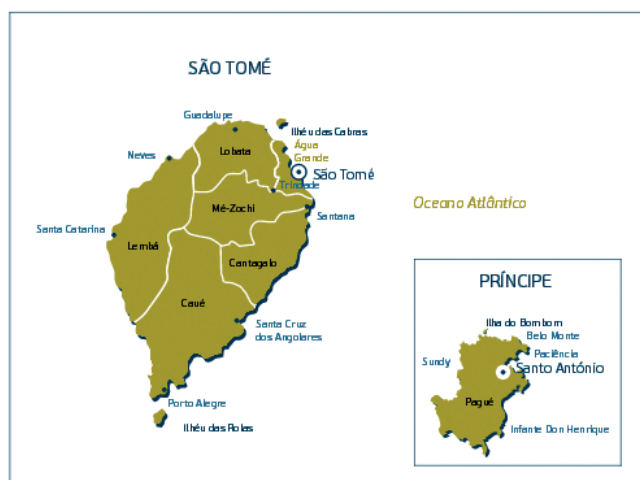 SÃO TOMÉ
Guadalupe
Ilhéu das Cabras
Água
Grande
Lobata
Neves
São Tomé
Trindade
Mé-Zochi
Santana
Oceano Atlântico
Santa Catarina
Lembá
Cantagalo
Caué
Santa Cruz
dos Angolares
Porto Alegre
Ilhéu das Rolas
PRÍNCIPE
Ilha do Bombom
Belo Monte
Paciência
Sundy
Santo António
Pagué
Infante Don Henrique